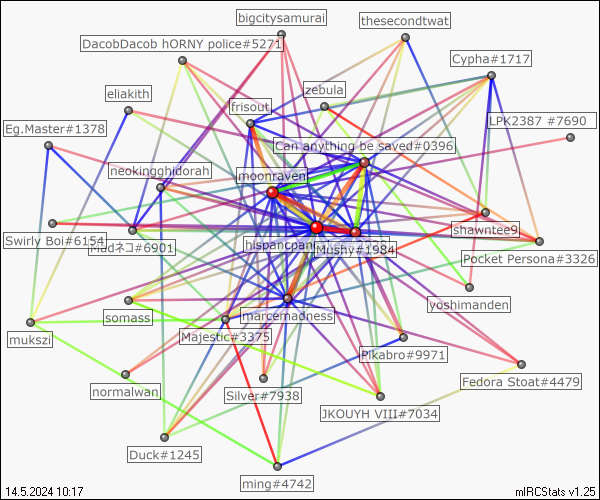 bigcitysamurai
thesecondtwat
DacobDacob hORNY police#5271
Cypha#1717
eliakith
zebula
frisout
LPK2387 #7690
Eg.Master#1378
Can anything be saved#0396
neokingghidorah
moonraven
shawntee9
Swirly Boi#6154
Madネコ#6901
Mushy#1984
Pocket Persona#3326
yoshimanden
somass
marcemadness
mukszi
Majestic#3375
Pikabro#9971
Fedora Stoat#4479
normalwan
Silver#7938
JKOUYH VIII#7034
Duck#1245
ming#4742
14.5.2024 10:17
mIRCStats v1.25